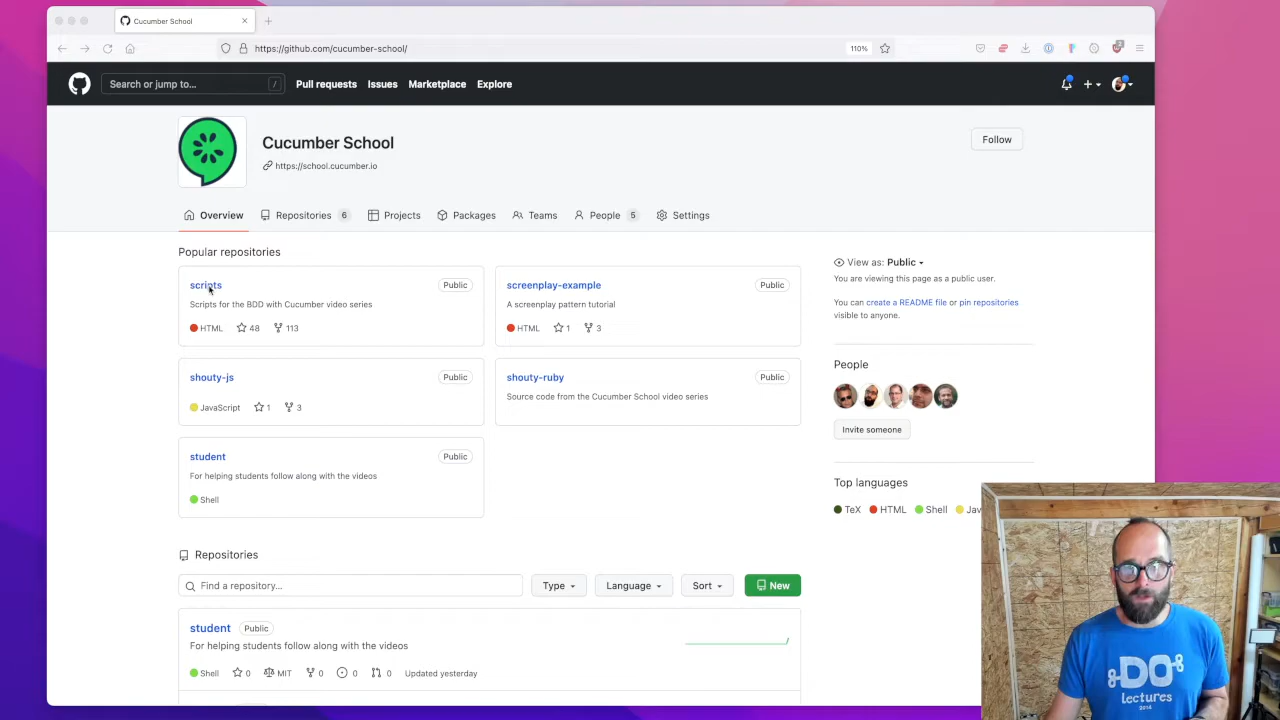 Cucumber School
https://github.com/cucumber-school/
110%
Search or jump to...
/
Pull requests
Issues
Marketplace
Explore
Cucumber School
https://school.cucumber.io
Follow
Overview
Repositories 6
Projects
Packages
Teams
People 5
Settings
Popular repositories
scripts
Public
Scripts for the BDD with Cucumber video series
HTML 48 113
screenplay-example
Public
A screenplay pattern tutorial
HTML 1 3
shouty-js
Public
JavaScript 1 3
shouty-ruby
Public
Source code from the Cucumber School video series
student
Public
For helping students follow along with the videos
Shell
View as: Public
You are viewing this page as a public user.
You can create a README file or pin repositories
visible to anyone.
People
Invite someone
Top languages
TeX HTML Shell Jav
Repositories
Find a repository...
Type
Language
Sort
New
student Public
For helping students follow along with the videos
Shell 0 MIT 0 0 0 Updated yesterday
DO
Lectures
2014